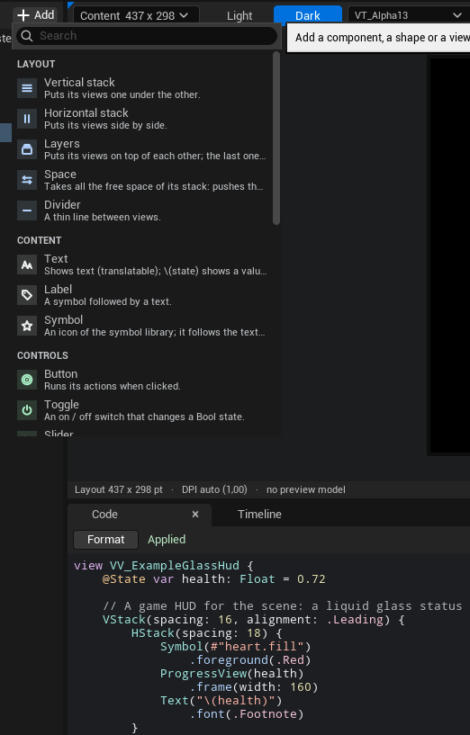 + Add
Content 437 x 298
Light
Dark
VT_Alpha13
Search
Add a component, a shape or a view
LAYOUT
Vertical stack
Puts its views one under the other.
Horizontal stack
Puts its views side by side.
Layers
Puts its views on top of each other; the last one...
Space
Takes all the free space of its stack: pushes th...
Divider
A thin line between views.
CONTENT
Text
Shows text (translatable); \(state) shows a valu...
Label
A symbol followed by a text.
Symbol
An icon of the symbol library; it follows the text...
CONTROLS
Button
Runs its actions when clicked.
Toggle
An on / off switch that changes a Bool state.
Slider
Layout 437 x 298 pt · DPI auto (1,00) · no preview model
Code ×
Timeline
Format
Applied
view VV_ExampleGlassHud {
@State var health: Float = 0.72
// A game HUD for the scene: a liquid glass status
VStack(spacing: 16, alignment: .Leading) {
HStack(spacing: 18) {
Symbol(#"heart.fill")
.foreground(.Red)
ProgressView(health)
.frame(width: 160)
Text("\(health)")
.font(.Footnote)
}